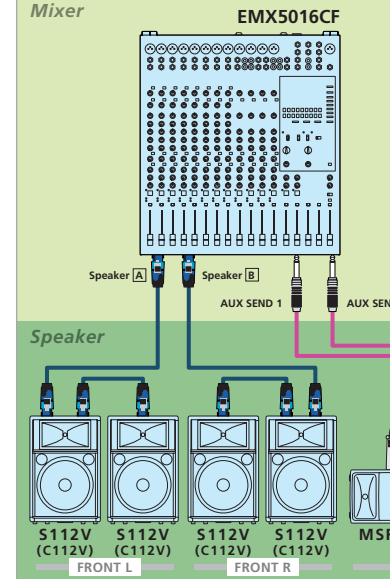 Mixer
EMX5016CF
Speaker A
Speaker B
AUX SEND 1
AUX SEN
Speaker
S112V
(C112V)
S112V
(C112V)
S112V
(C112V)
S112V
(C112V)
MSR
FRONT L
FRONT R